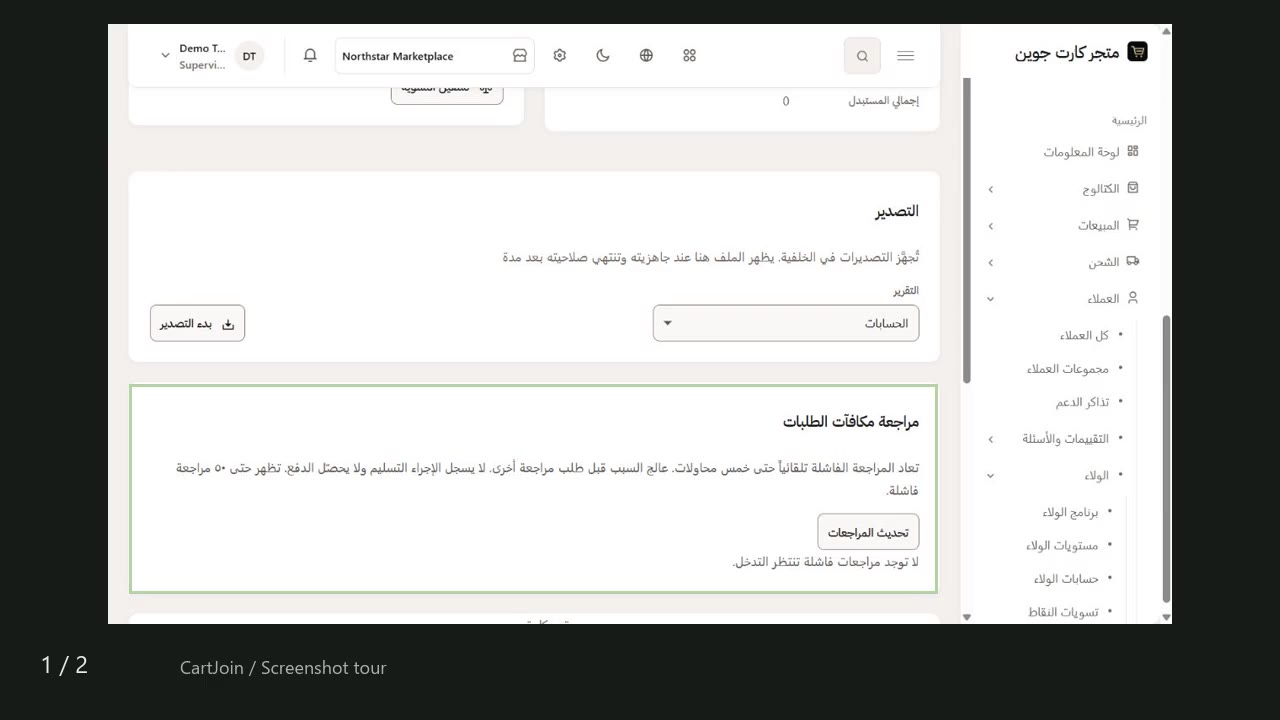 متجر كارت جوين
Northstar Marketplace
DT
Demo T...
Supervi...
الرئيسية
لوحة المعلومات
الكتالوج
المبيعات
الشحن
العملاء
كل العملاء
مجموعات العملاء
تذاكر الدعم
التقييمات والأسئلة
الولاء
برنامج الولاء
مستويات الولاء
حسابات الولاء
تسويات النقاط
إجمالي المستبدل
0
التصدير
تُجهَّز التصديرات في الخلفية. يظهر الملف هنا عند جاهزيته وتنتهي صلاحيته بعد مدة
التقرير
الحسابات
بدء التصدير
مراجعة مكافآت الطلبات
تعاد المراجعة الفاشلة تلقائياً حتى خمس محاولات. عالج السبب قبل طلب مراجعة أخرى. لا يسجل الإجراء التسليم ولا يحصّل الدفع. تظهر حتى ٥٠ مراجعة
فاشلة.
تحديث المراجعات
لا توجد مراجعات فاشلة تنتظر التدخل.
1 / 2
CartJoin / Screenshot tour